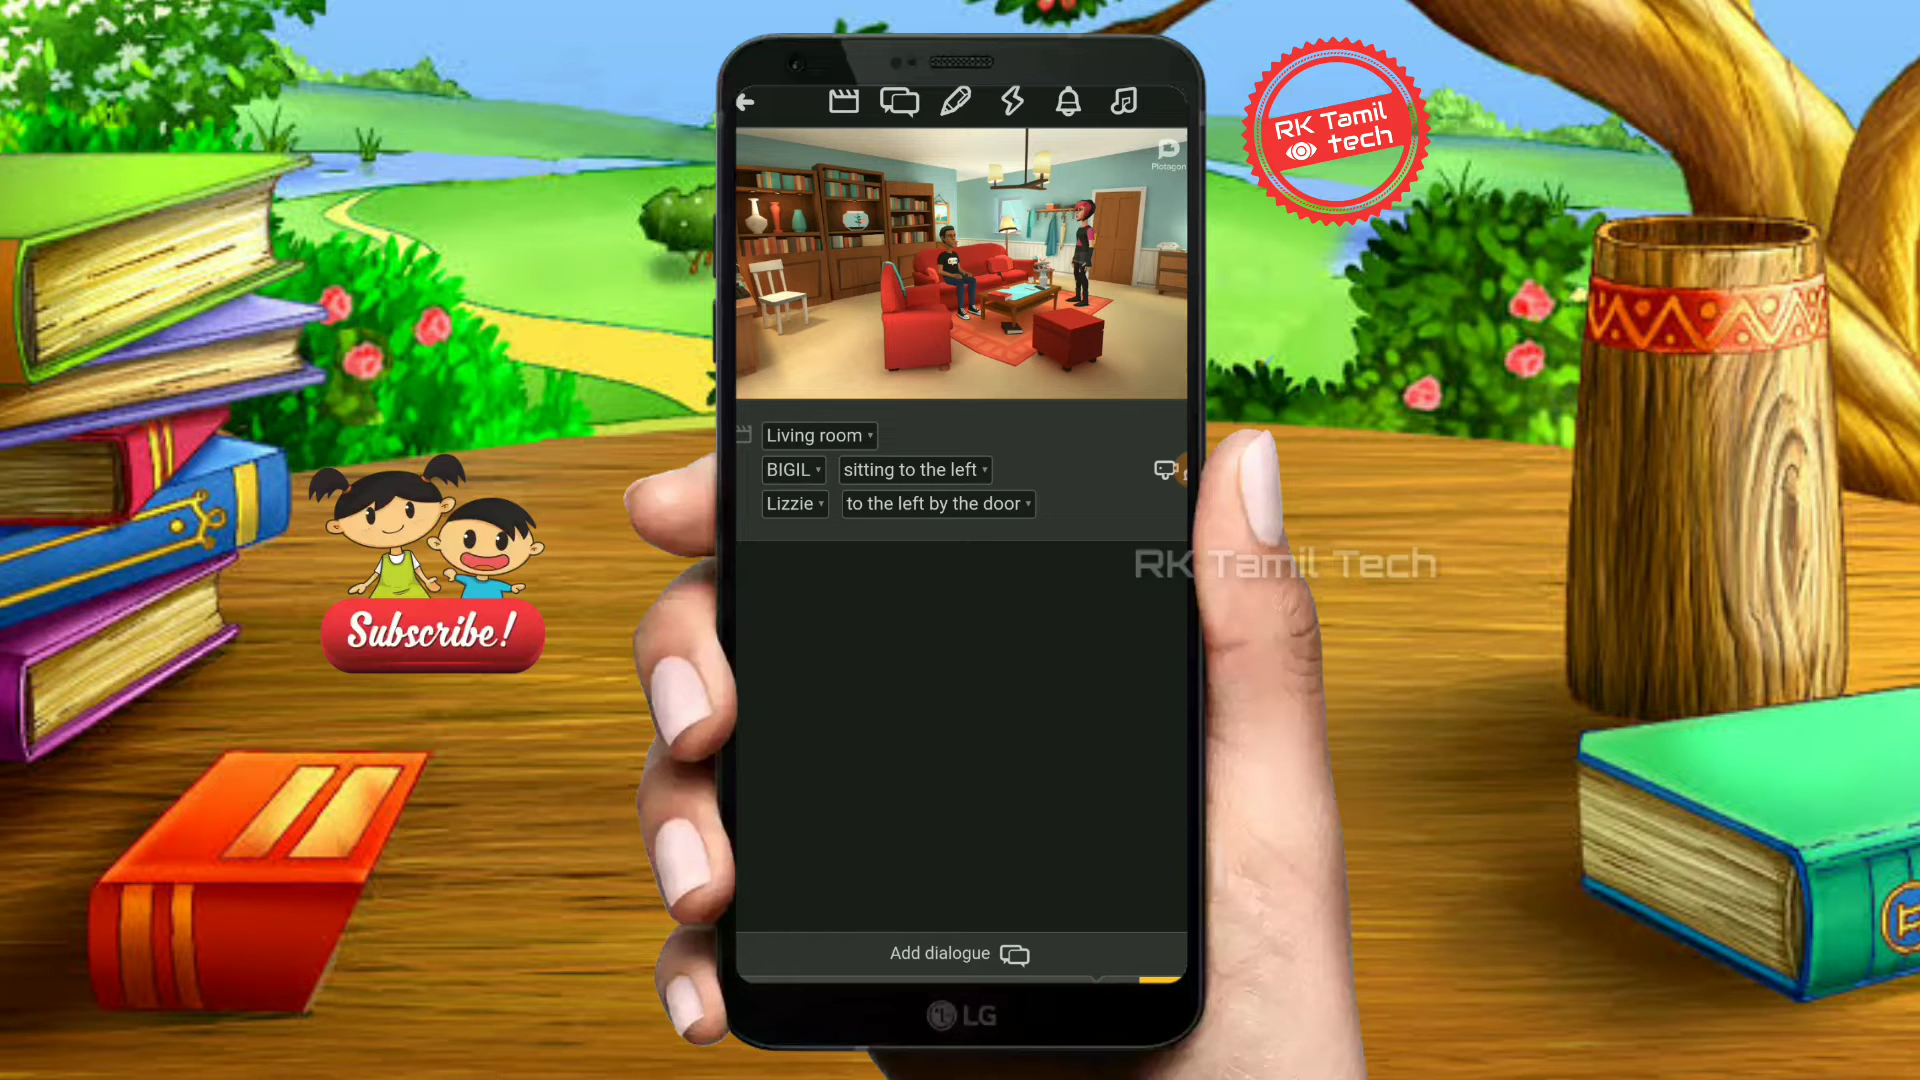 RK Tamil
tech
Plotagon
Living room
BIGIL sitting to the left
Lizzie to the left by the door
RK Tamil Tech
Subscribe!
Add dialogue
LG